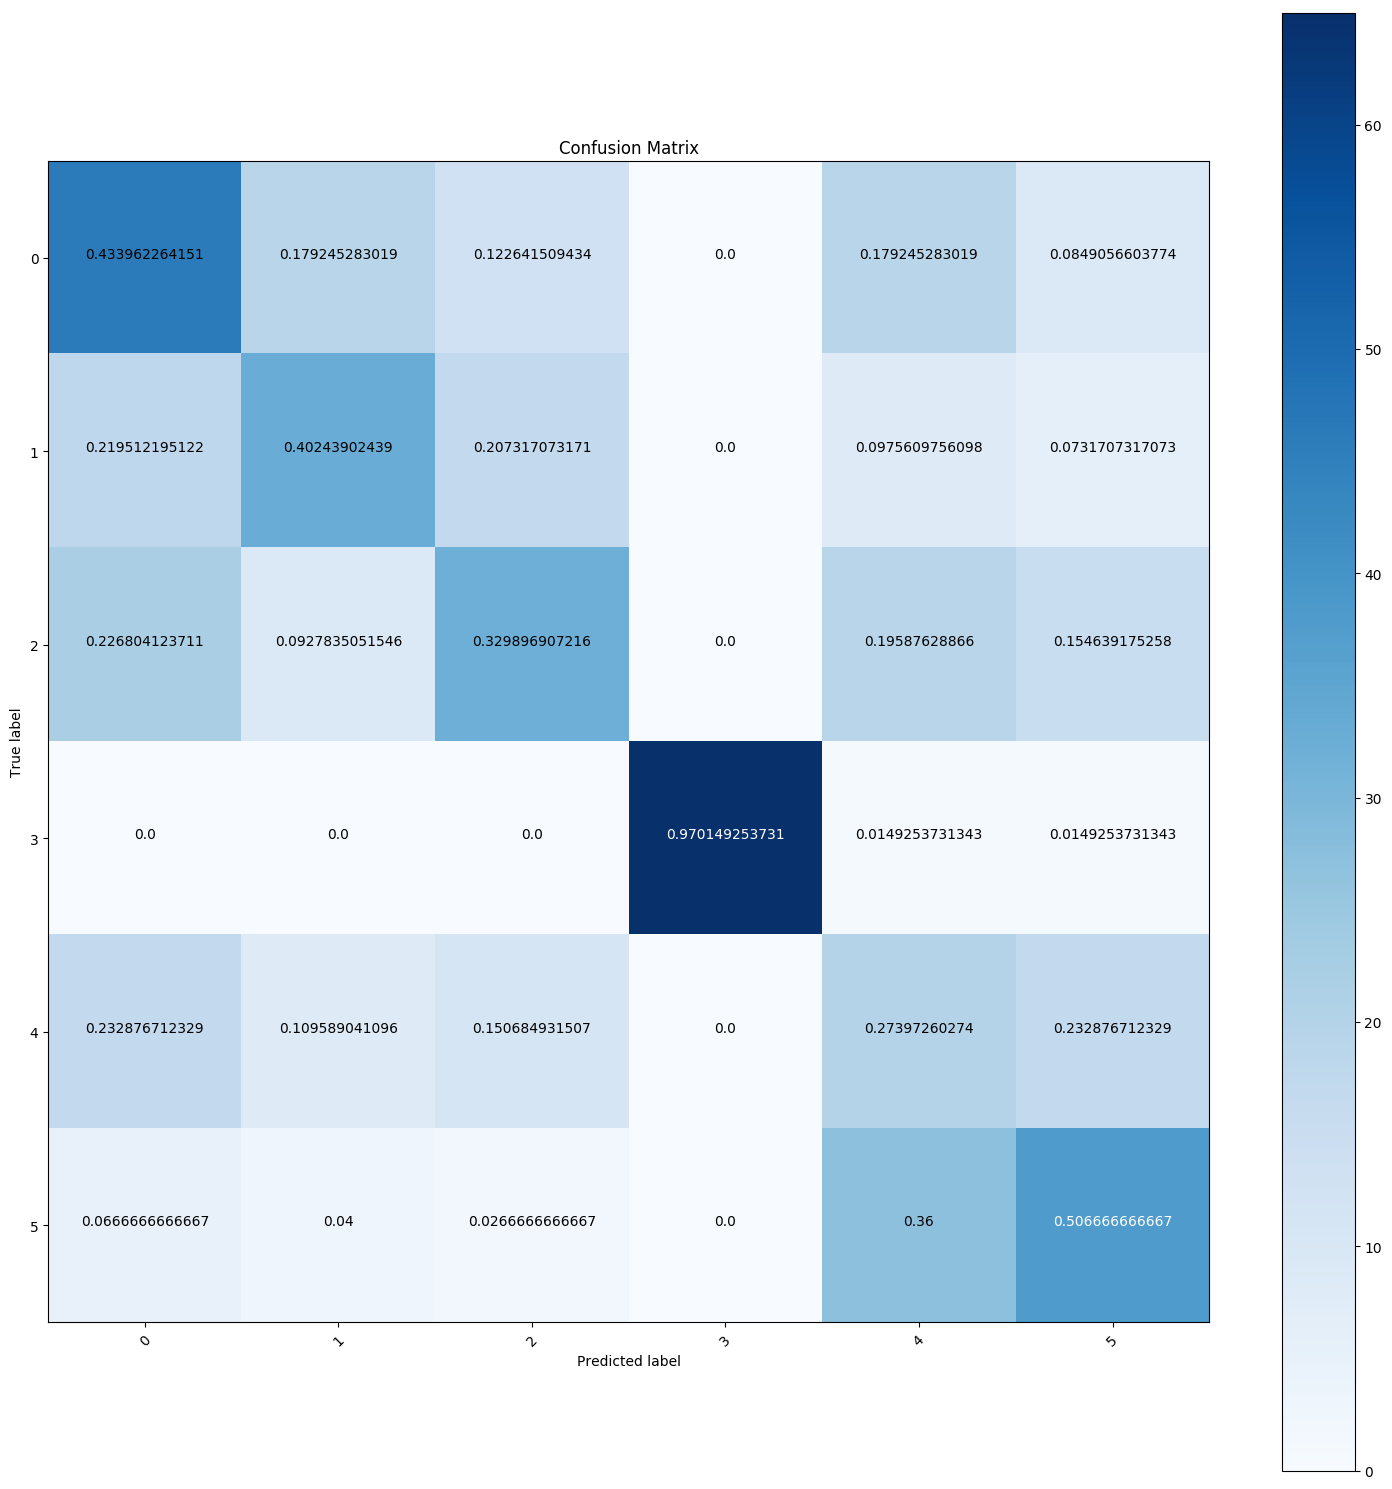 Confusion Matrix
0.433962264151 0.179245283019 0.122641509434 0.0 0.179245283019 0.0849056603774
0
0.219512195122 0.40243902439 0.207317073171 0.0 0.0975609756098 0.0731707317073
1
0.226804123711 0.0927835051546 0.329896907216 0.0 0.19587628866 0.154639175258
2
True label
0.0 0.0 0.0 0.970149253731 0.0149253731343 0.0149253731343
3
0.232876712329 0.109589041096 0.150684931507 0.0 0.27397260274 0.232876712329
4
0.0666666666667 0.04 0.0266666666667 0.0 0.36 0.506666666667
5
0 1 2 3 4 5
Predicted label
60
50
40
30
20
10
0